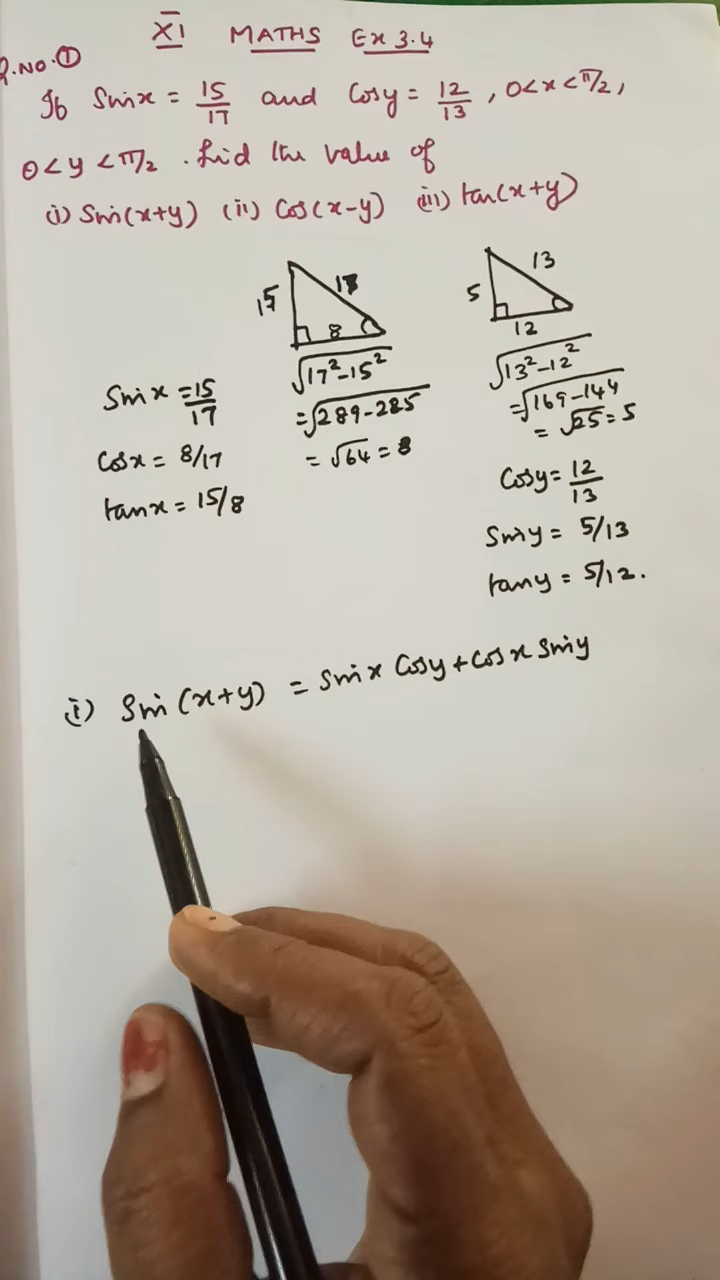 XI MATHS Ex 3.4
Q.NO.①
If Sinx = 15/17 and Cosy = 12/13, 0<x<π/2,
0<y<π/2. Find the value of
(i) Sin(x+y) (ii) Cos(x-y) (iii) tan(x+y)
15 17 8
5 13 12
√17²-15²
=√289-225
= √64 = 8
√13²-12²
=√169-144
= √25 = 5
Sinx = 15/17
Cosx = 8/17
tanx = 15/8
Cosy = 12/13
Siny = 5/13
tany = 5/12.
(i) Sin (x+y) = Sinx Cosy + Cosx Siny